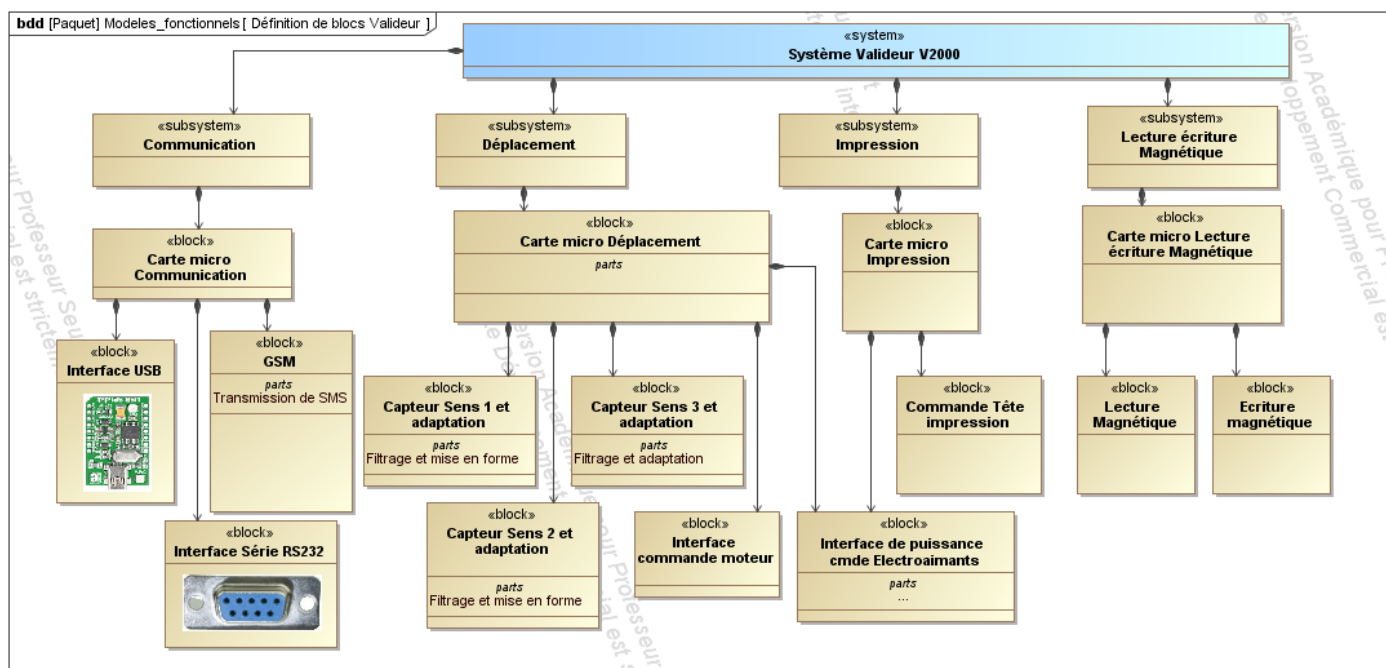 bdd [Paquet] Modeles_fonctionnels [ Définition de blocs Valideur ]
«system»
Système Valideur V2000
«subsystem»
Communication
«subsystem»
Déplacement
«subsystem»
Impression
«subsystem»
Lecture écriture
Magnétique
«block»
Carte micro
Communication
«block»
Carte micro Déplacement
parts
«block»
Carte micro
Impression
«block»
Carte micro Lecture
écriture Magnétique
«block»
Interface USB
«block»
GSM
parts
Transmission de SMS
«block»
Capteur Sens 1 et
adaptation
parts
Filtrage et mise en forme
«block»
Capteur Sens 3 et
adaptation
parts
Filtrage et adaptation
«block»
Commande Tête
impression
«block»
Lecture
Magnétique
«block»
Ecriture
magnétique
«block»
Interface Série RS232
«block»
Capteur Sens 2 et
adaptation
parts
Filtrage et mise en forme
«block»
Interface
commande moteur
«block»
Interface de puissance
cmde Electroaimants
parts
...